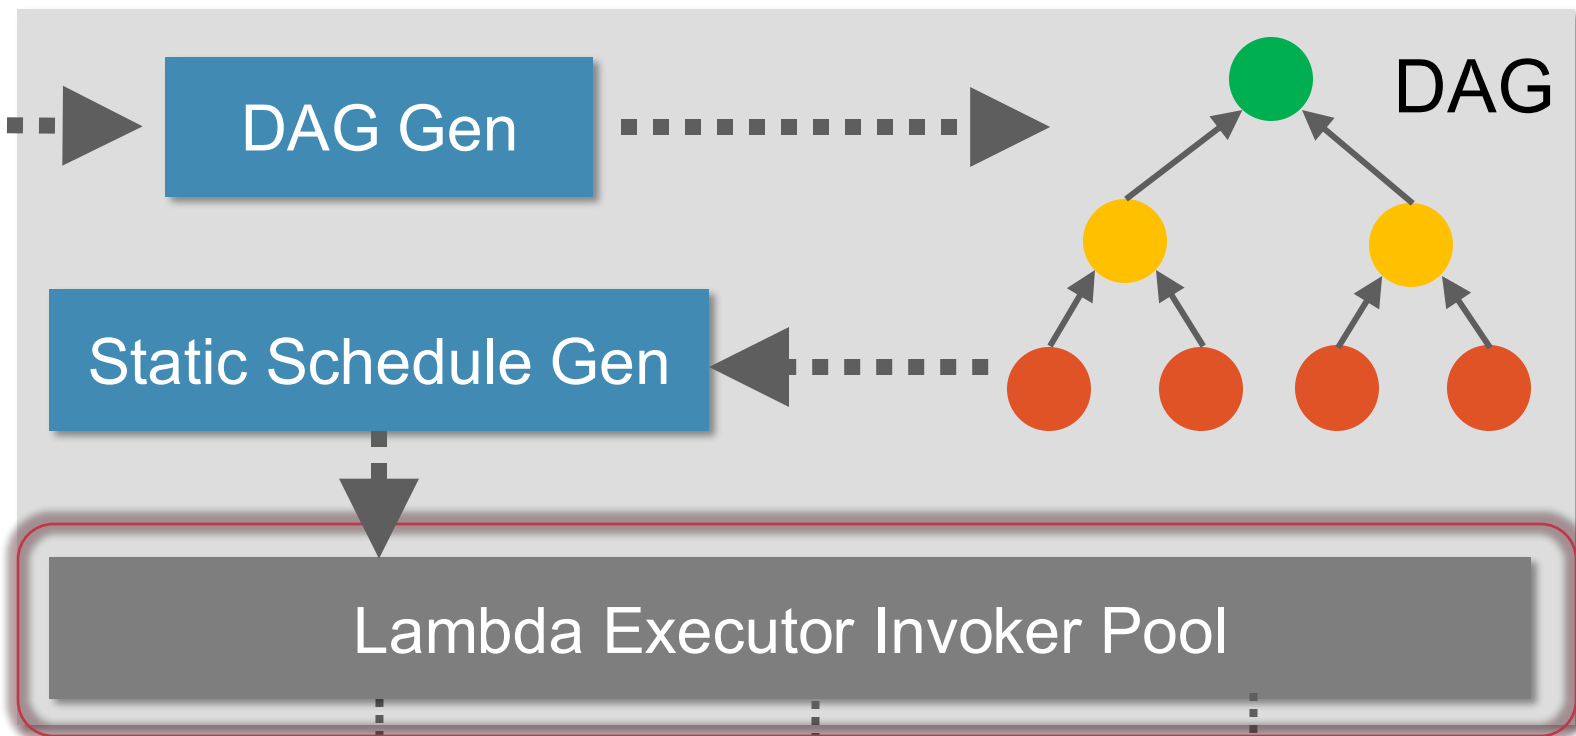 DAG Gen
DAG
Static Schedule Gen
Lambda Executor Invoker Pool